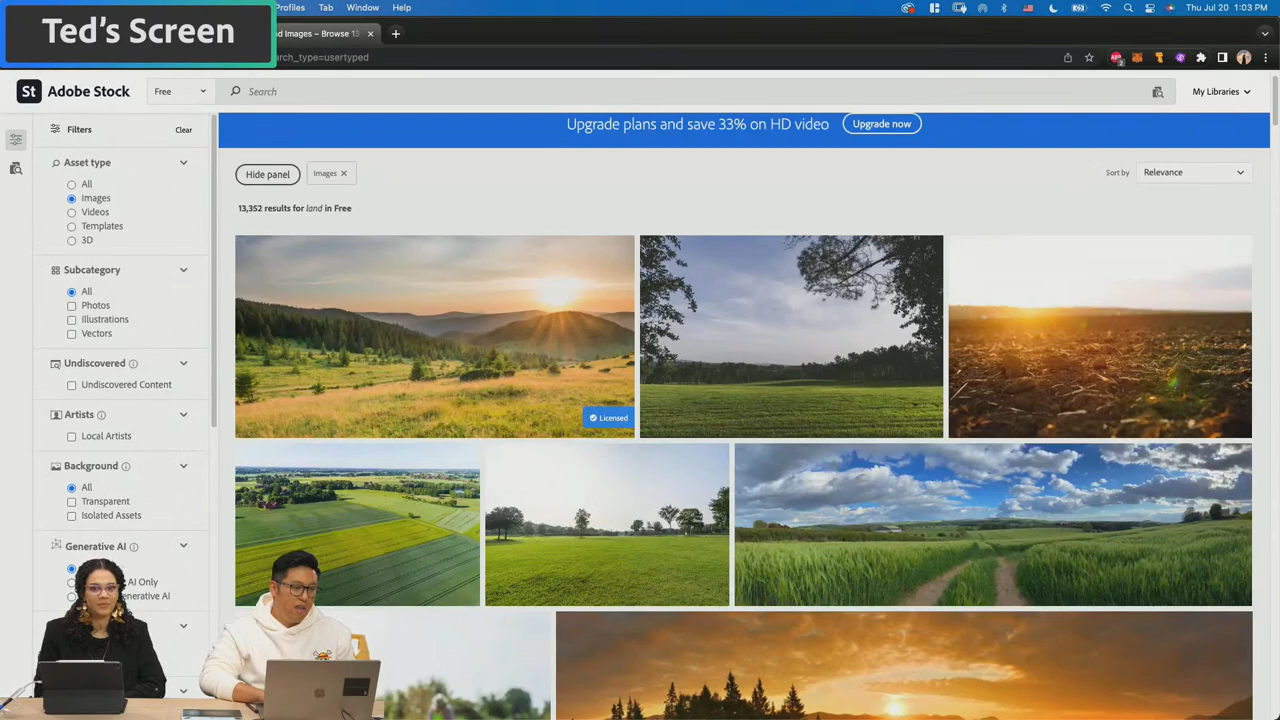 Ted's Screen
Profiles Tab Window Help
Thu Jul 20 1:03 PM
nd Images – Browse 13
rch_type=usertyped
St Adobe Stock
Free
Search
My Libraries
Filters
Clear
Upgrade plans and save 33% on HD video
Upgrade now
Asset type
All
Images
Videos
Templates
3D
Hide panel
Images
Sort by
Relevance
13,352 results for land in Free
Subcategory
All
Photos
Illustrations
Vectors
Undiscovered
Undiscovered Content
Artists
Local Artists
Licensed
Background
All
Transparent
Isolated Assets
Generative AI
AI Only
enerative AI